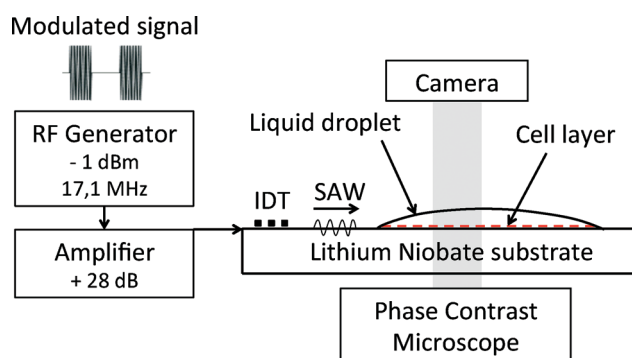 Modulated signal
RF Generator
- 1 dBm
17,1 MHz
Amplifier
+ 28 dB
IDT
SAW
Liquid droplet
Camera
Cell layer
Lithium Niobate substrate
Phase Contrast
Microscope